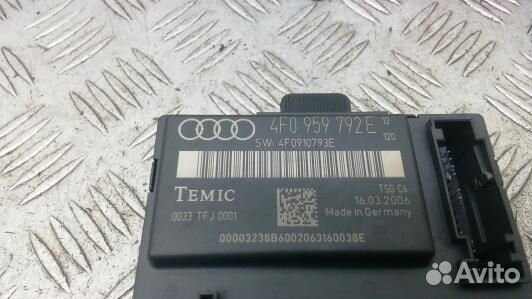 4F0 959 792E 12
120
SW: 4F0910793E
TEMIC
0033 TFJ 0001
TSG C6
16.03.2006
Made in Germany
00003238B6002063160038E
Avito